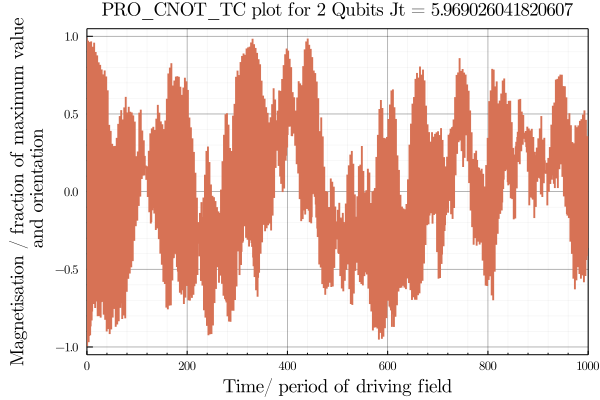 PRO_CNOT_TC plot for 2 Qubits Jt = 5.969026041820607
Magnetisation / fraction of maximum value
and orientation
1.0
0.5
0.0
−0.5
−1.0
0 200 400 600 800 1000
Time/ period of driving field